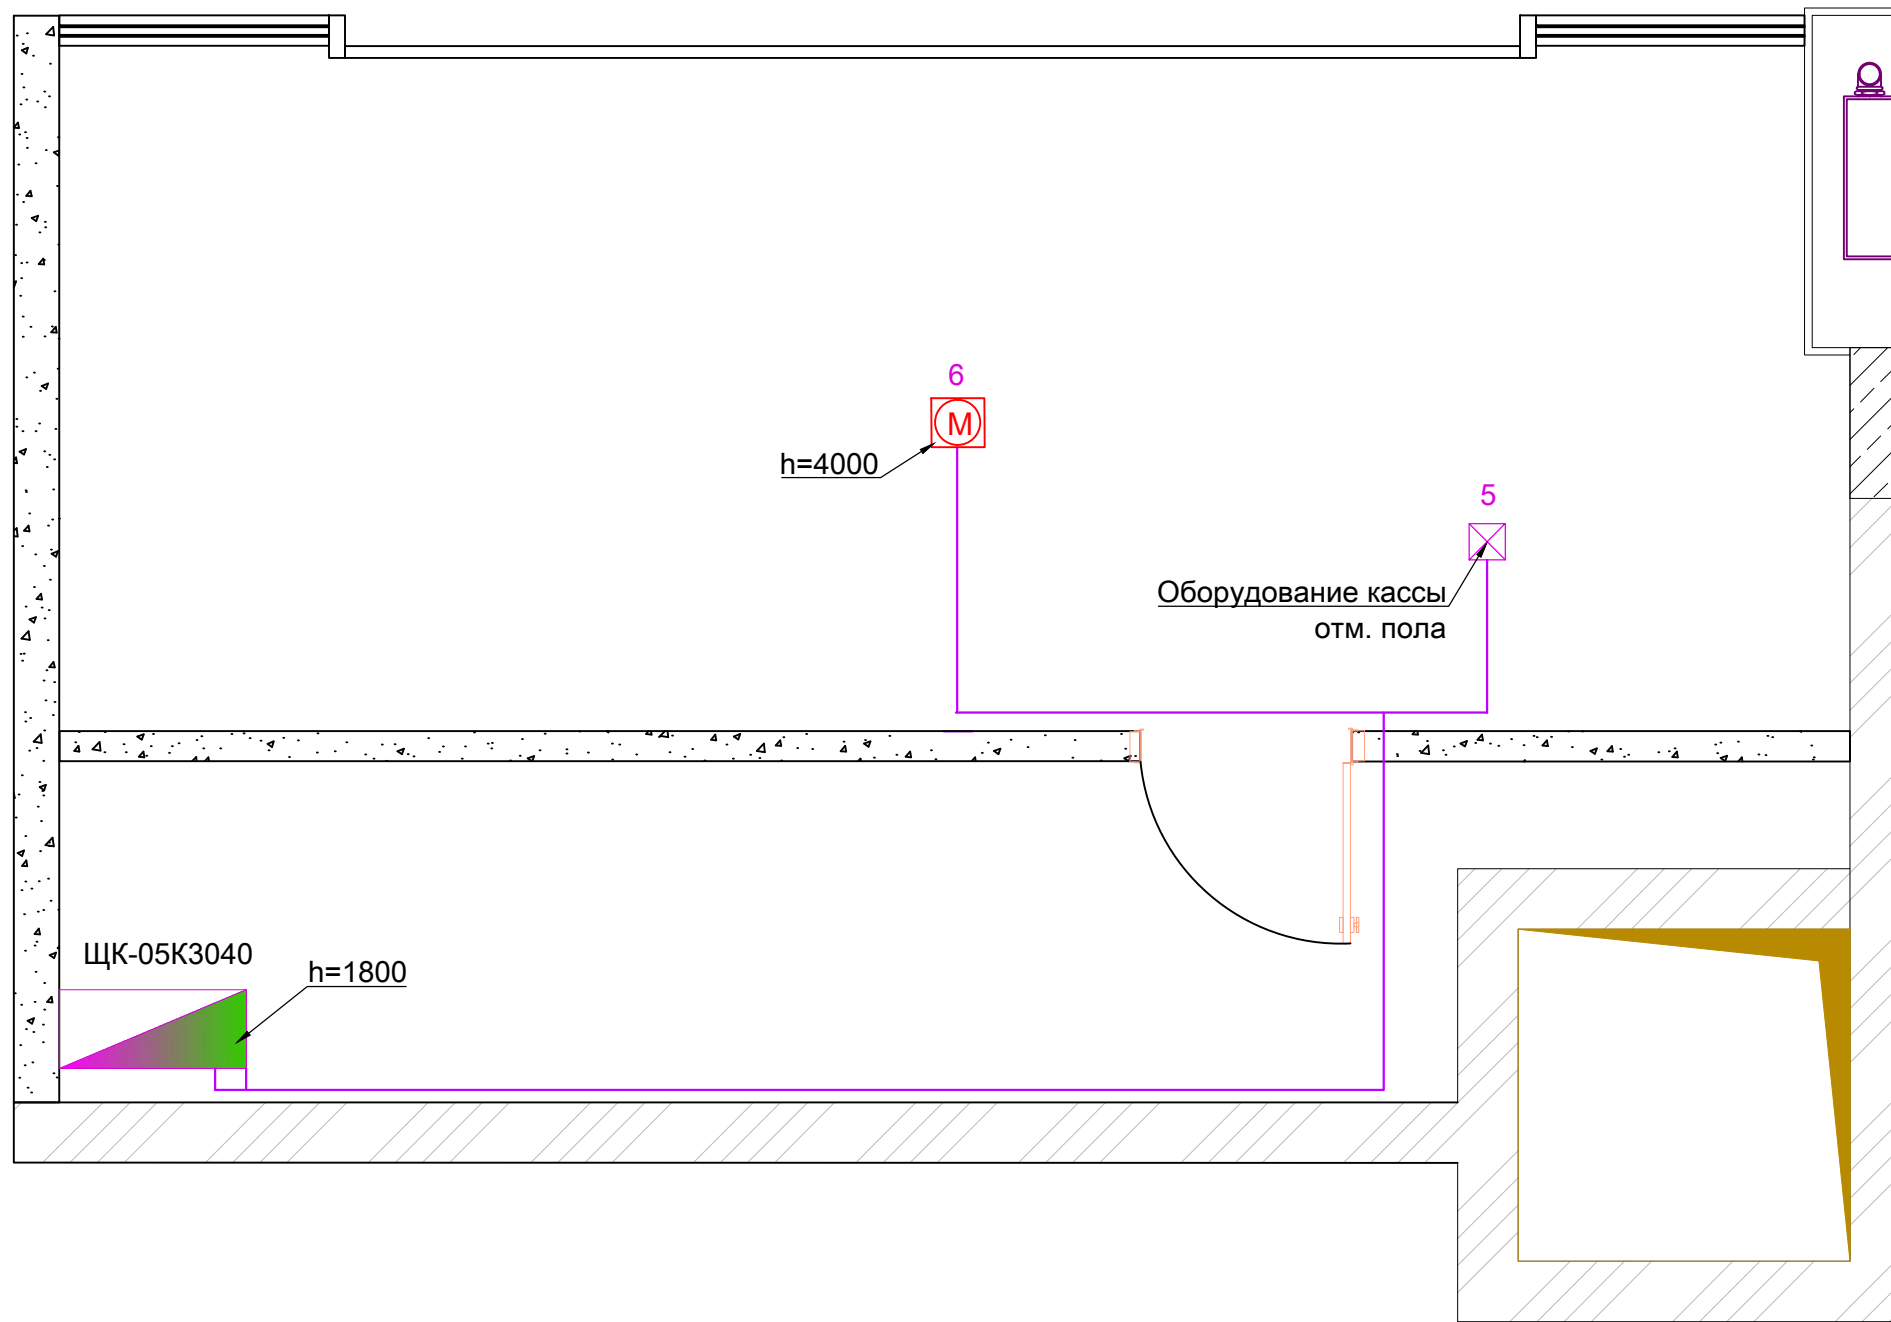 6
М
h=4000
5
Оборудование кассы
отм. пола
ЩК-05К3040
h=1800